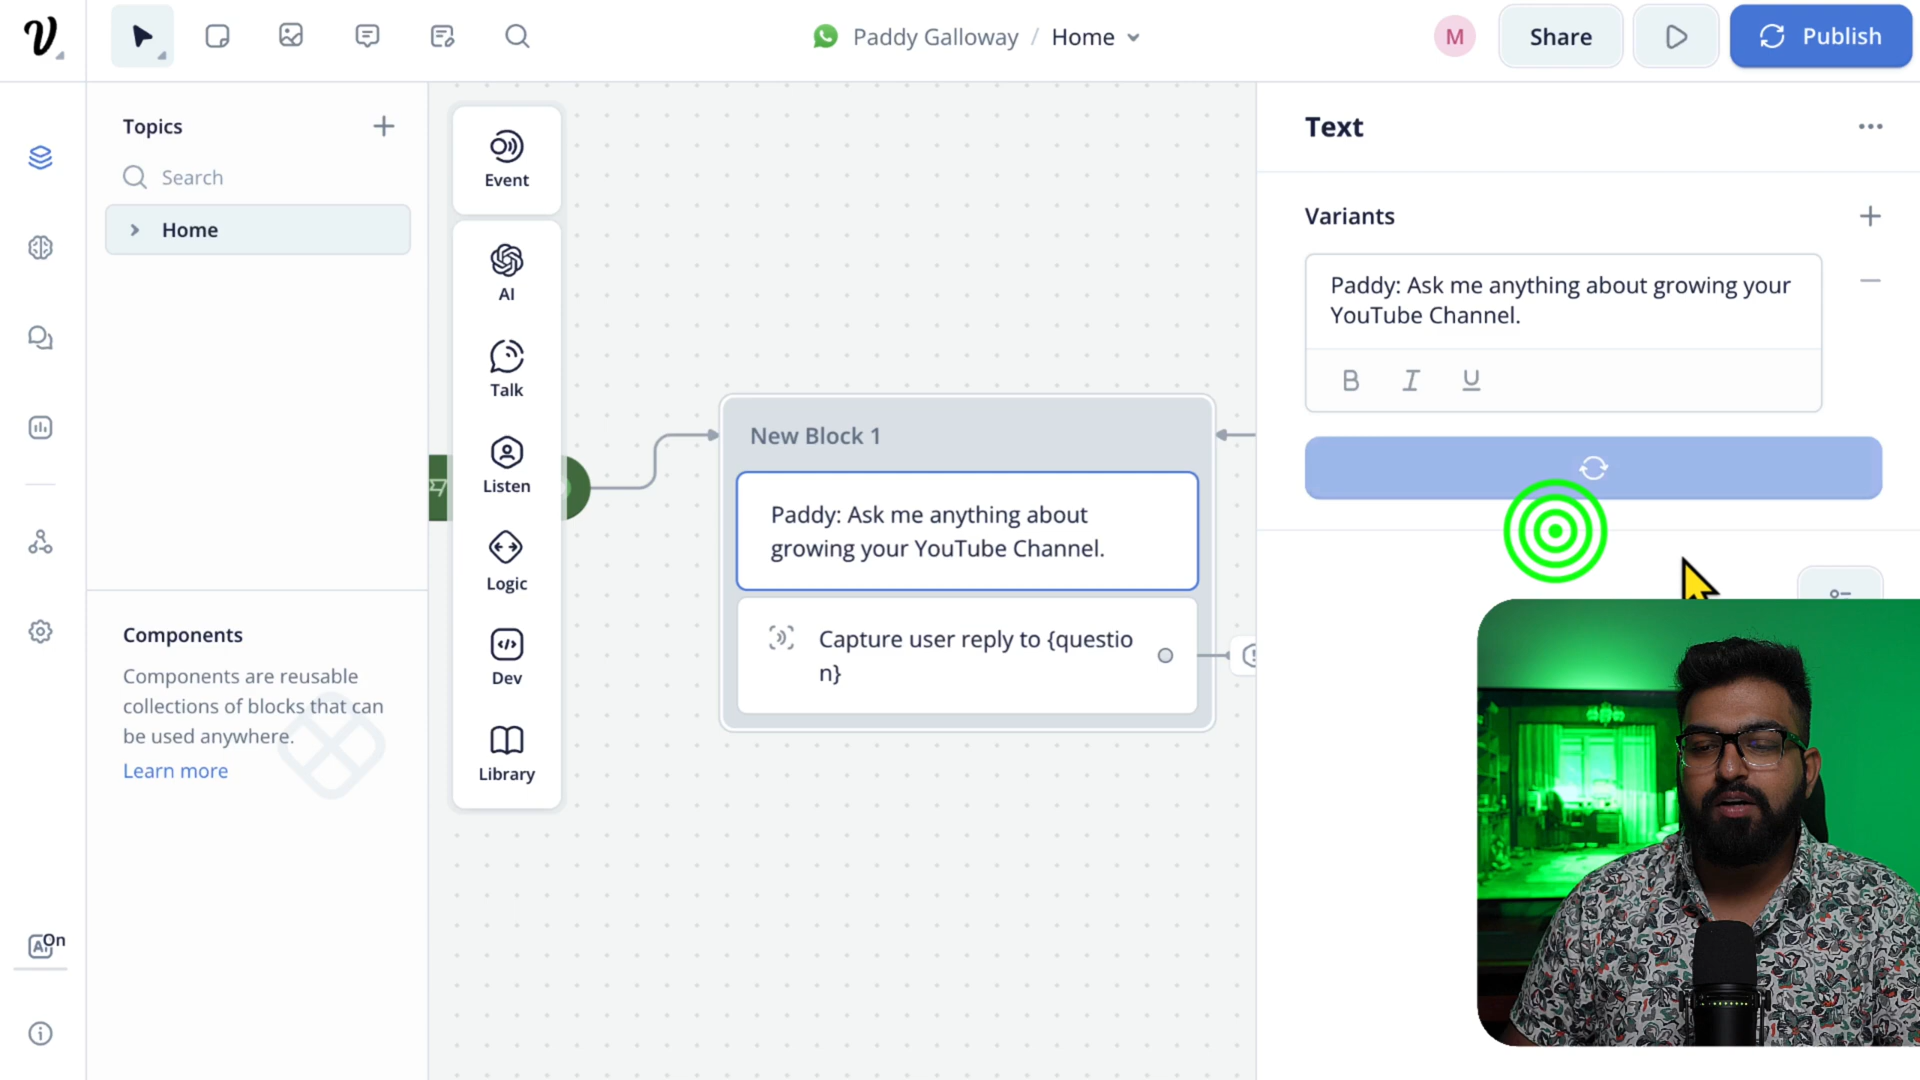 Paddy Galloway / Home
M
Share
Publish
Topics
Search
Home
Components
Components are reusable
collections of blocks that can
be used anywhere.
Learn more
On
Event
AI
Talk
Listen
Logic
Dev
Library
New Block 1
Paddy: Ask me anything about
growing your YouTube Channel.
Capture user reply to {questio
n}
Text
Variants
Paddy: Ask me anything about growing your
YouTube Channel.
B I U